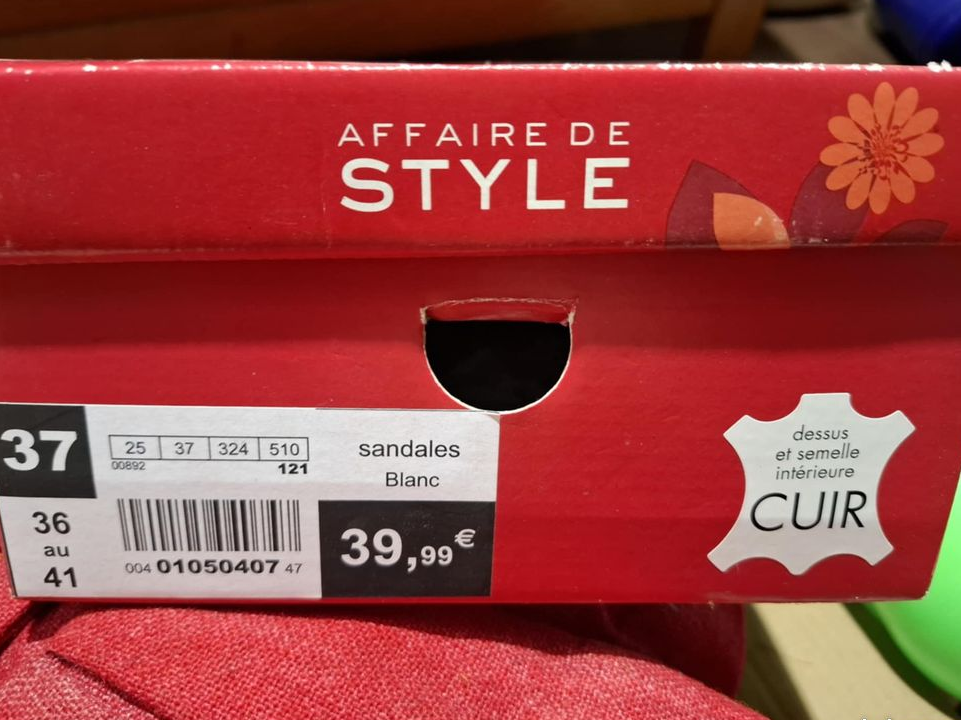 AFFAIRE DE
STYLE
37
25 37 324 510
00892 121
sandales
Blanc
36
au
41
004 01050407 47
39,99€
dessus
et semelle
intérieure
CUIR